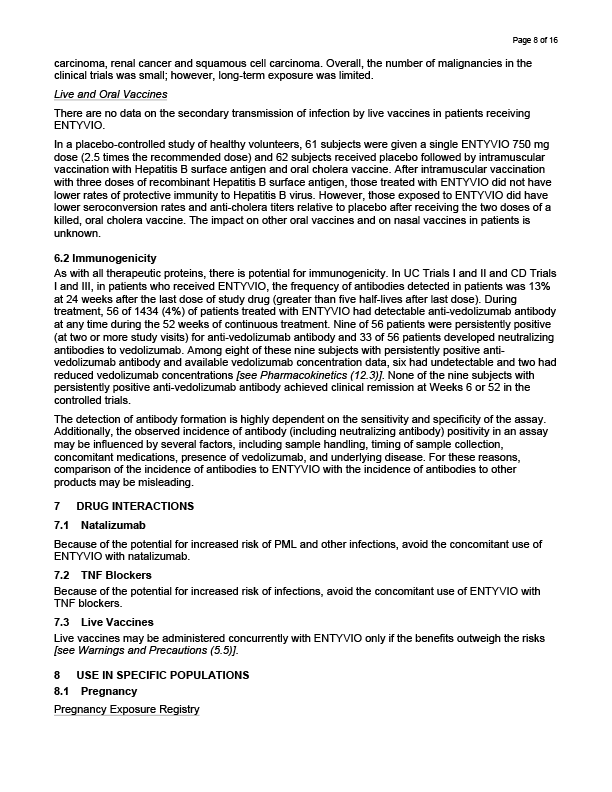 Page 8 of 16
carcinoma, renal cancer and squamous cell carcinoma. Overall, the number of malignancies in the
clinical trials was small; however, long-term exposure was limited.
Live and Oral Vaccines
There are no data on the secondary transmission of infection by live vaccines in patients receiving
ENTYVIO.
In a placebo-controlled study of healthy volunteers, 61 subjects were given a single ENTYVIO 750 mg
dose (2.5 times the recommended dose) and 62 subjects received placebo followed by intramuscular
vaccination with Hepatitis B surface antigen and oral cholera vaccine. After intramuscular vaccination
with three doses of recombinant Hepatitis B surface antigen, those treated with ENTYVIO did not have
lower rates of protective immunity to Hepatitis B virus. However, those exposed to ENTYVIO did have
lower seroconversion rates and anti-cholera titers relative to placebo after receiving the two doses of a
killed, oral cholera vaccine. The impact on other oral vaccines and on nasal vaccines in patients is
unknown.
6.2 Immunogenicity
As with all therapeutic proteins, there is potential for immunogenicity. In UC Trials I and II and CD Trials
I and III, in patients who received ENTYVIO, the frequency of antibodies detected in patients was 13%
at 24 weeks after the last dose of study drug (greater than five half-lives after last dose). During
treatment, 56 of 1434 (4%) of patients treated with ENTYVIO had detectable anti-vedolizumab antibody
at any time during the 52 weeks of continuous treatment. Nine of 56 patients were persistently positive
(at two or more study visits) for anti-vedolizumab antibody and 33 of 56 patients developed neutralizing
antibodies to vedolizumab. Among eight of these nine subjects with persistently positive anti-
vedolizumab antibody and available vedolizumab concentration data, six had undetectable and two had
reduced vedolizumab concentrations [see Pharmacokinetics (12.3)]. None of the nine subjects with
persistently positive anti-vedolizumab antibody achieved clinical remission at Weeks 6 or 52 in the
controlled trials.
The detection of antibody formation is highly dependent on the sensitivity and specificity of the assay.
Additionally, the observed incidence of antibody (including neutralizing antibody) positivity in an assay
may be influenced by several factors, including sample handling, timing of sample collection,
concomitant medications, presence of vedolizumab, and underlying disease. For these reasons,
comparison of the incidence of antibodies to ENTYVIO with the incidence of antibodies to other
products may be misleading.
7 DRUG INTERACTIONS
7.1 Natalizumab
Because of the potential for increased risk of PML and other infections, avoid the concomitant use of
ENTYVIO with natalizumab.
7.2 TNF Blockers
Because of the potential for increased risk of infections, avoid the concomitant use of ENTYVIO with
TNF blockers.
7.3 Live Vaccines
Live vaccines may be administered concurrently with ENTYVIO only if the benefits outweigh the risks
[see Warnings and Precautions (5.5)].
8 USE IN SPECIFIC POPULATIONS
8.1 Pregnancy
Pregnancy Exposure Registry